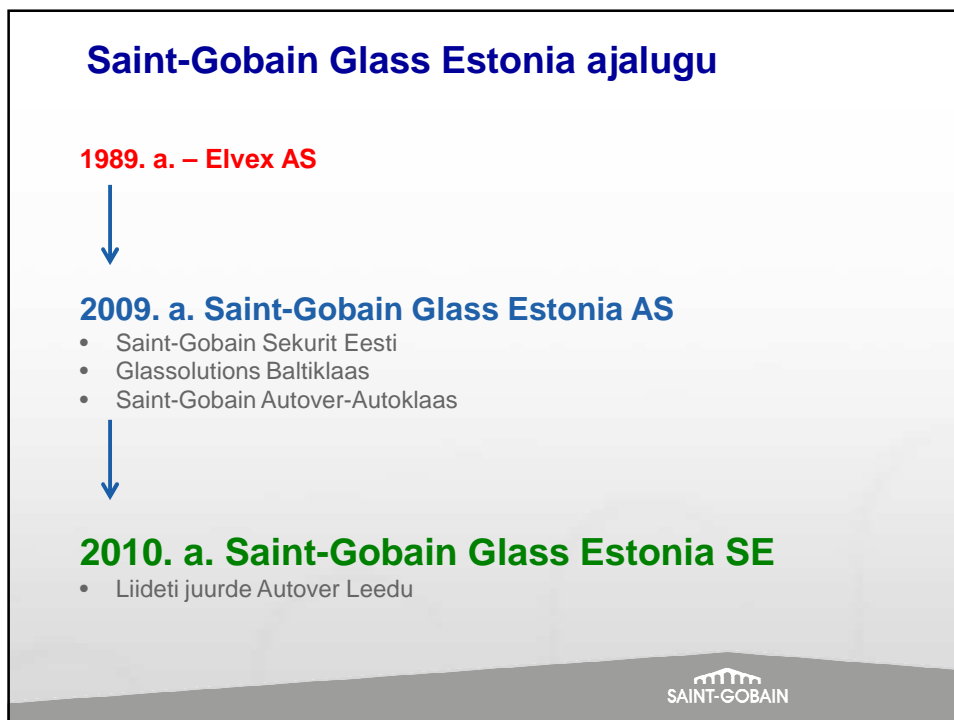 Saint-Gobain Glass Estonia ajalugu
1989. a. – Elvex AS
2009. a. Saint-Gobain Glass Estonia AS
• Saint-Gobain Sekurit Eesti
• Glassolutions Baltiklaas
• Saint-Gobain Autover-Autoklaas
2010. a. Saint-Gobain Glass Estonia SE
• Liideti juurde Autover Leedu
SAINT-GOBAIN